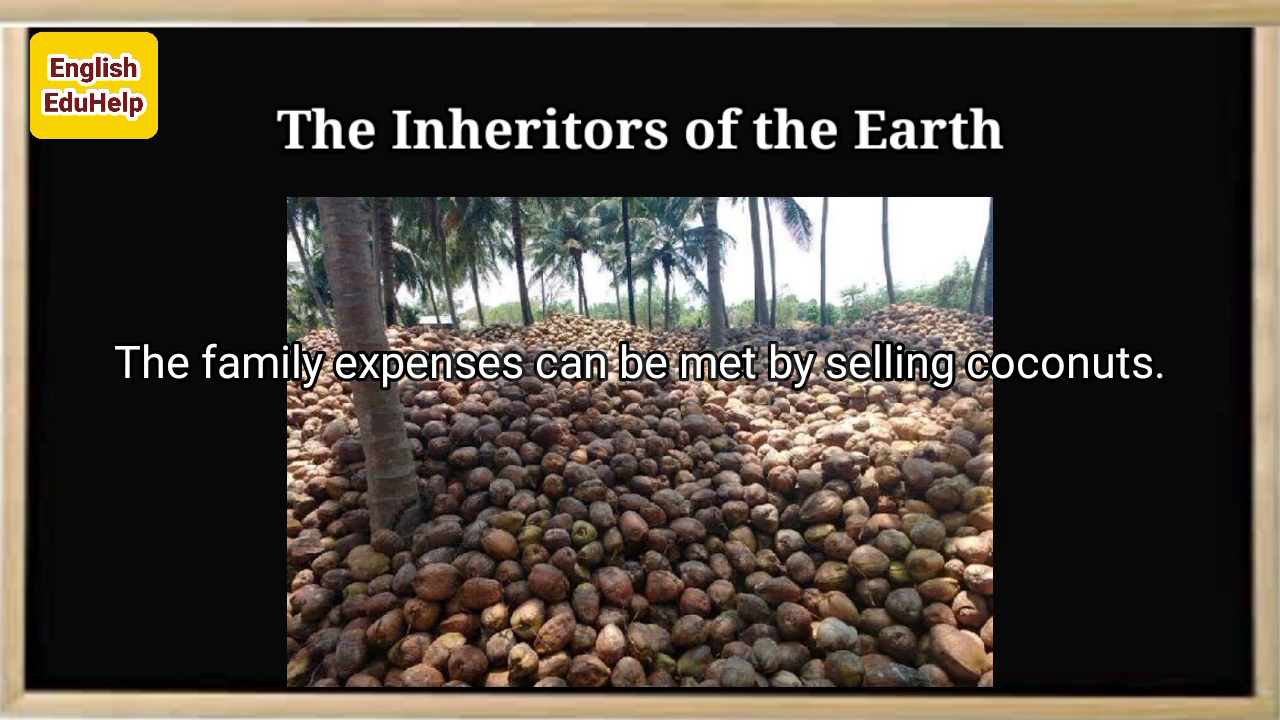 English
EduHelp
The Inheritors of the Earth
The family expenses can be met by selling coconuts.